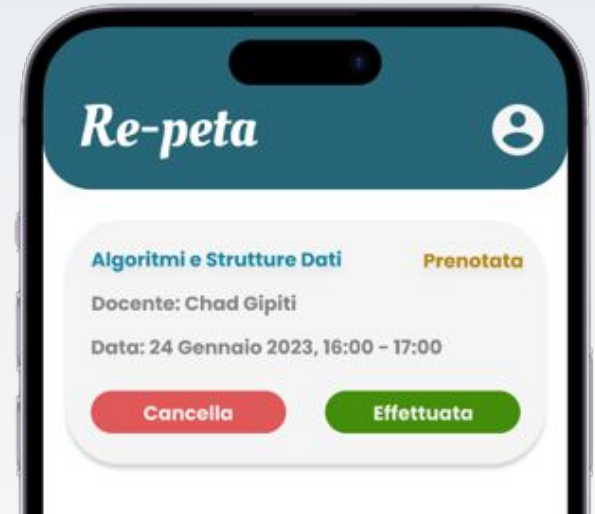 Re-peta
Algoritmi e Strutture Dati Prenotata
Docente: Chad Gipiti
Data: 24 Gennaio 2023, 16:00 - 17:00
Cancella Effettuata